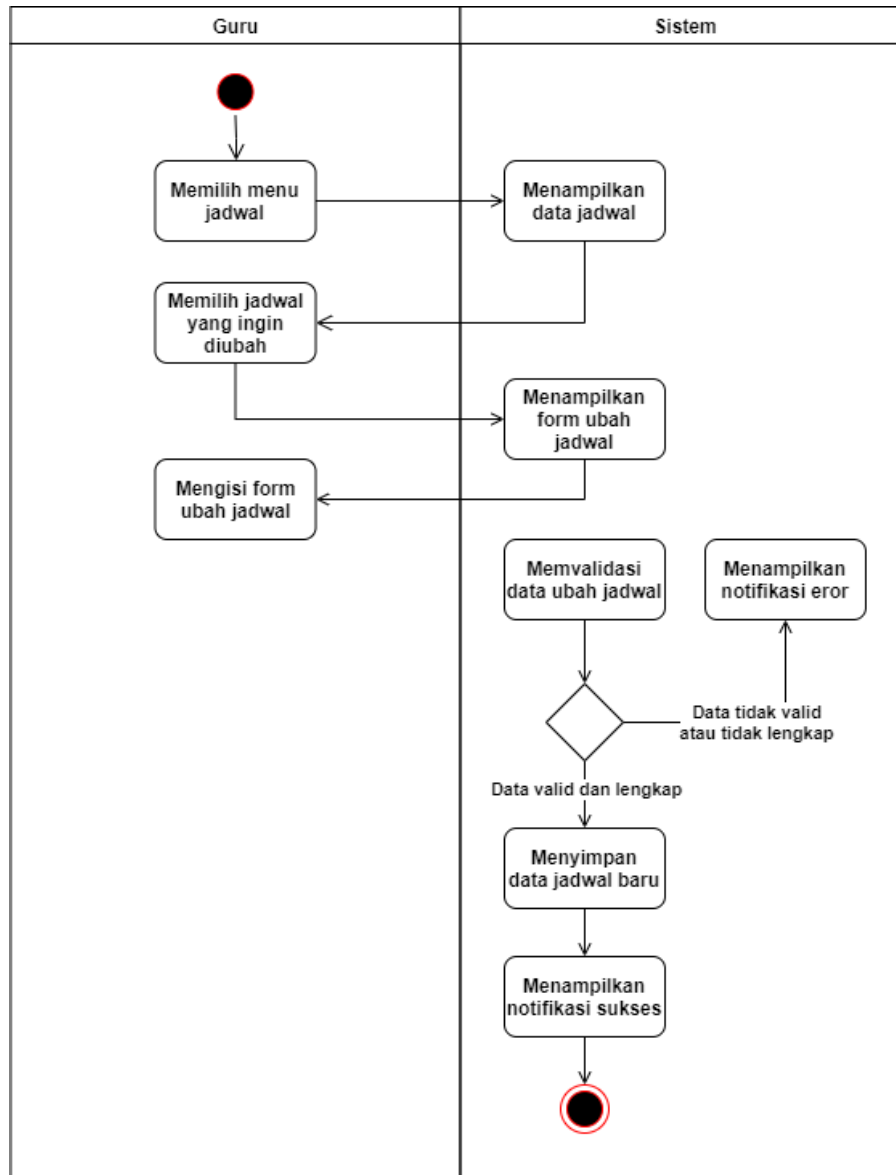 Guru
Sistem
Memilih menu
jadwal
Menampilkan
data jadwal
Memilih jadwal
yang ingin
diubah
Menampilkan
form ubah
jadwal
Mengisi form
ubah jadwal
Memvalidasi
data ubah jadwal
Menampilkan
notifikasi eror
Data tidak valid
atau tidak lengkap
Data valid dan lengkap
Menyimpan
data jadwal baru
Menampilkan
notifikasi sukses